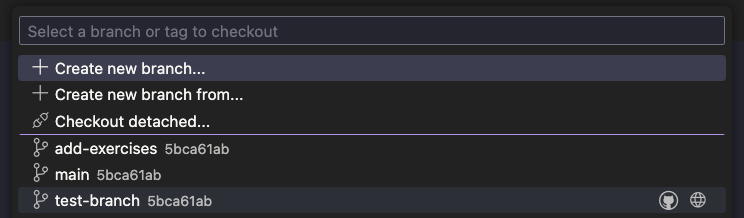 Select a branch or tag to checkout
Create new branch...
Create new branch from...
Checkout detached...
add-exercises 5bca61ab
main 5bca61ab
test-branch 5bca61ab